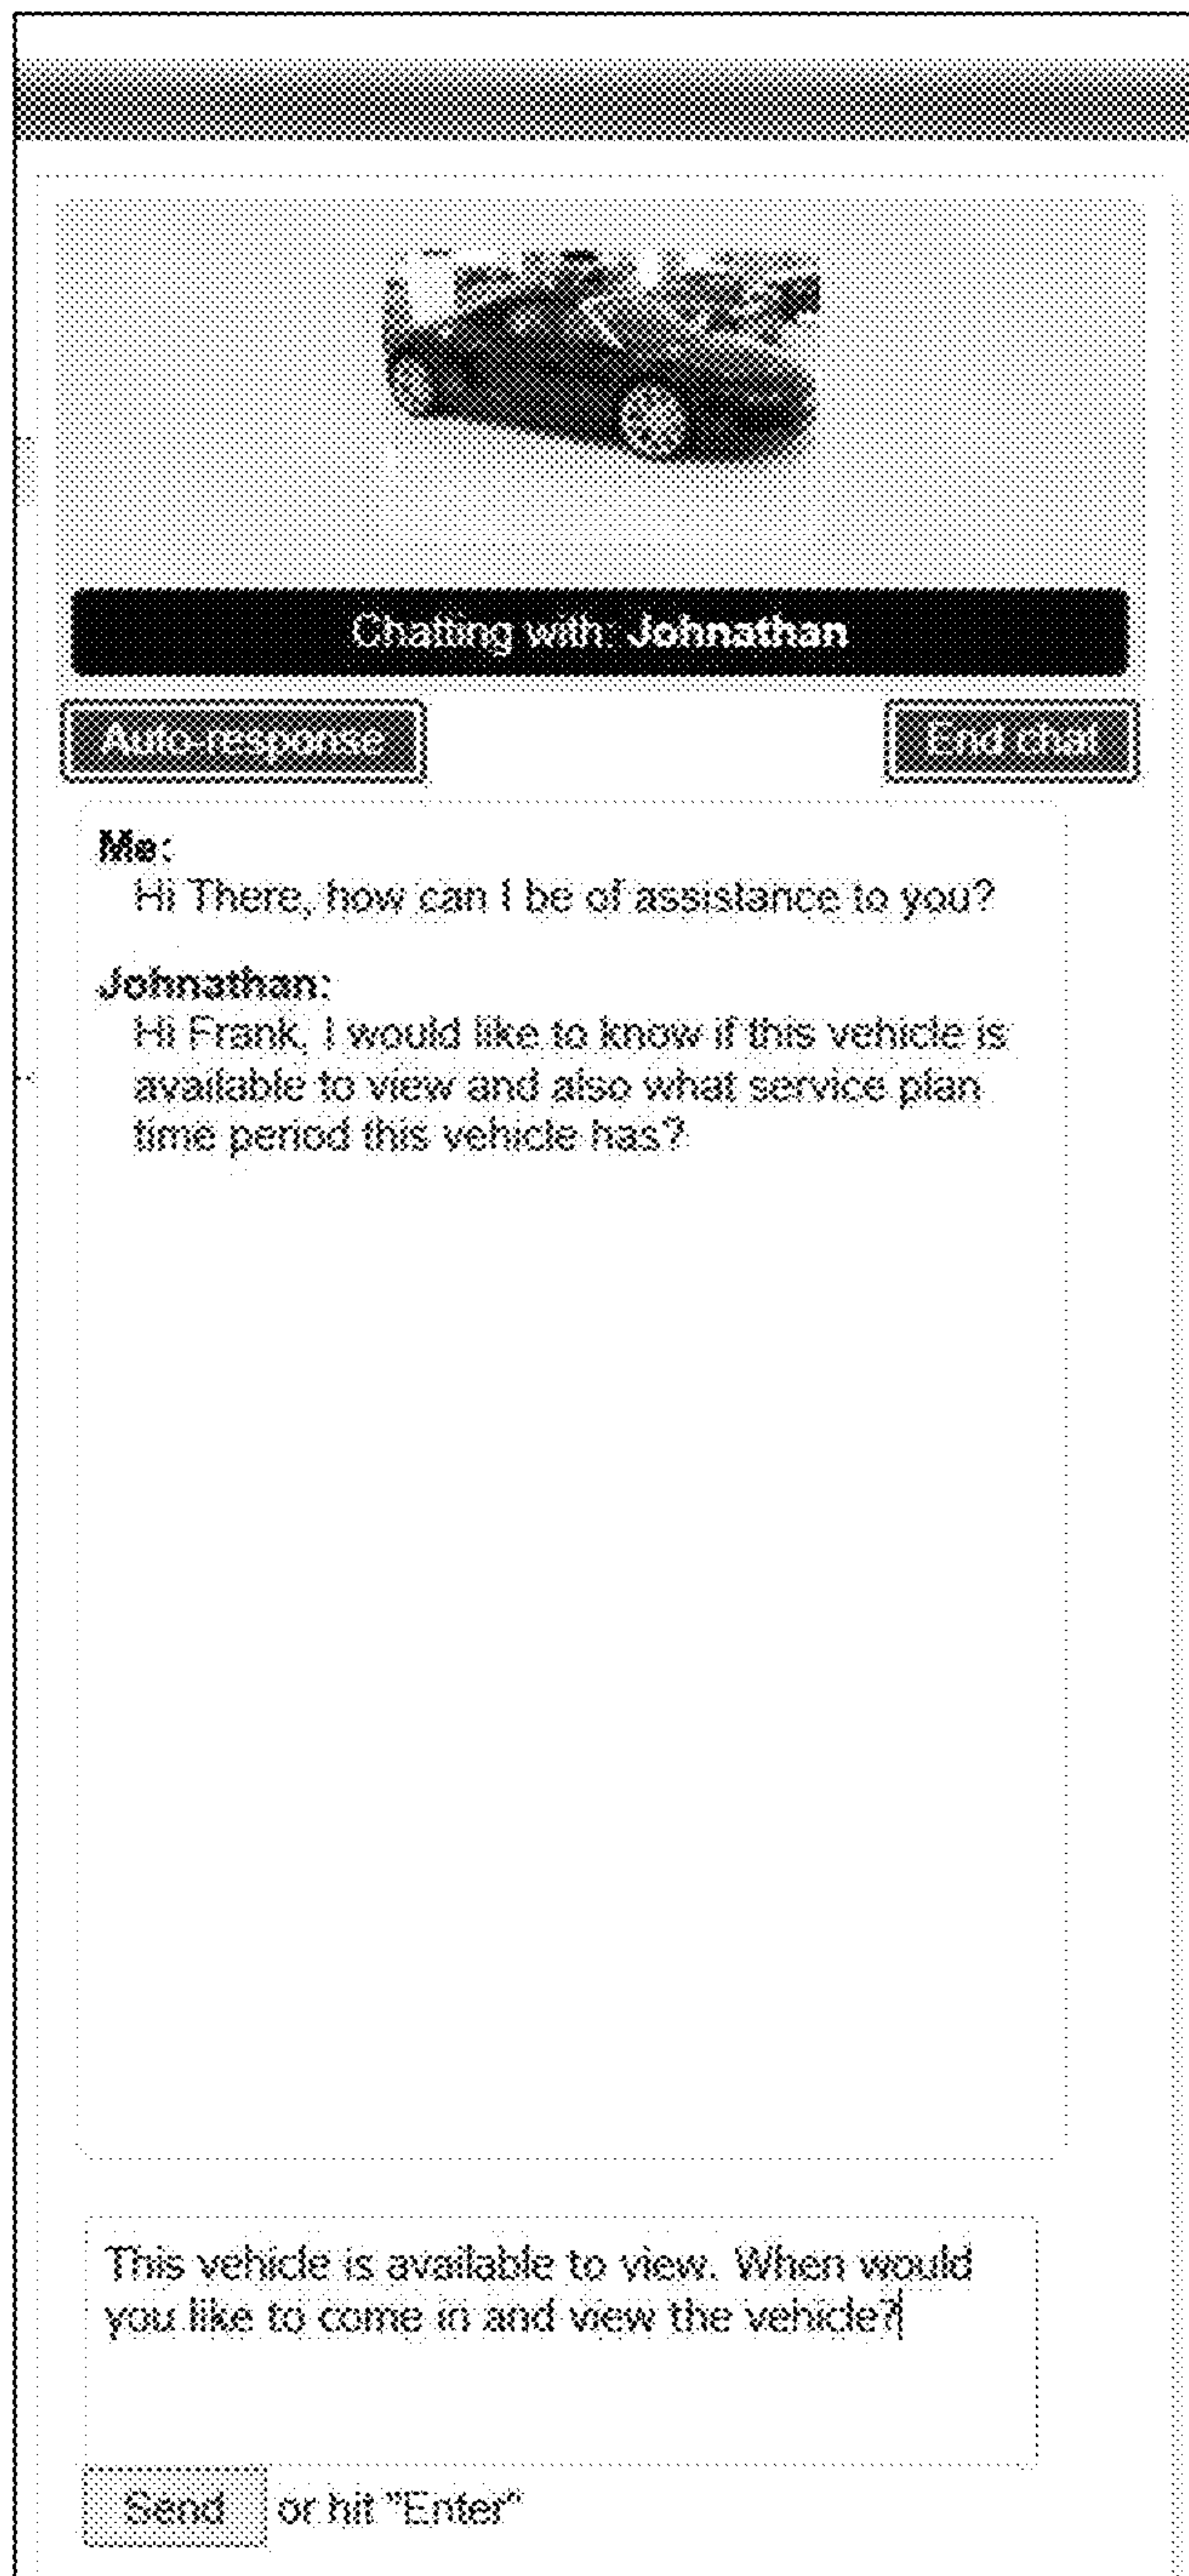 Chatting with: Johnathan
Auto-response
End chat
Me:
Hi There, how can I be of assistance to you?
Johnathan:
Hi Frank, I would like to know if this vehicle is
available to view and also what service plan
time period this vehicle has?
This vehicle is available to view. When would
you like to come in and view the vehicle?
Send or hit "Enter"